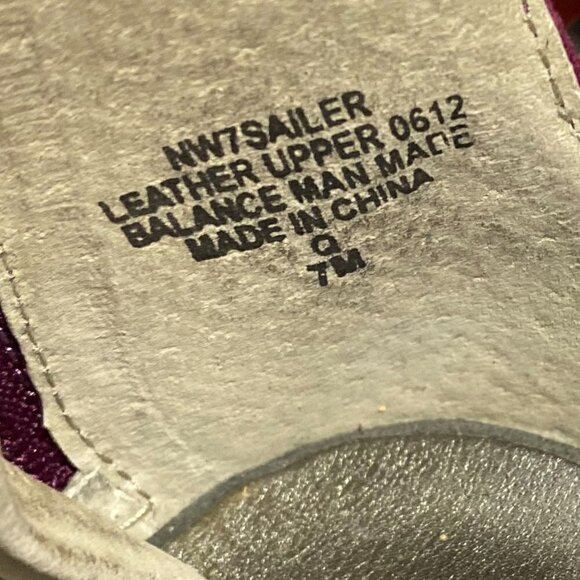 NW7SAILER
LEATHER UPPER 0612
BALANCE MAN MADE
MADE IN CHINA
Q
7M